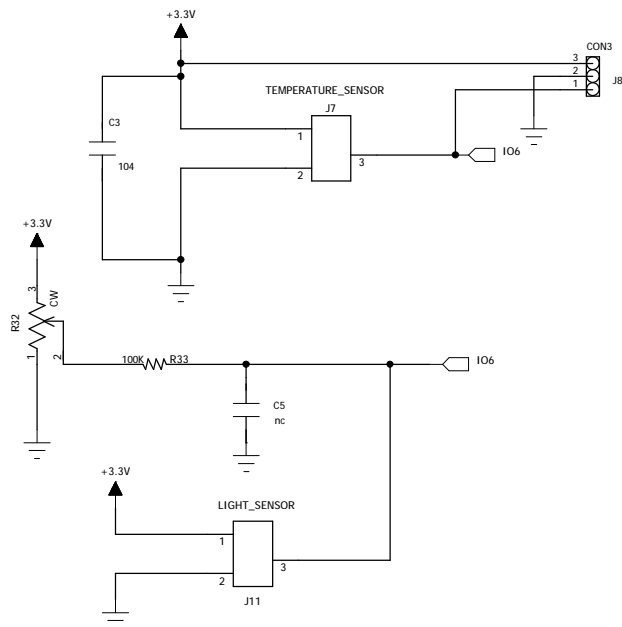 +3.3V
CON3
3
2
1
J8
TEMPERATURE_SENSOR
J7
C3
104
1
2
3
IO6
+3.3V
3
CW
R32
1
2
100K
R33
IO6
C5
nc
+3.3V
LIGHT_SENSOR
1
2
3
J11